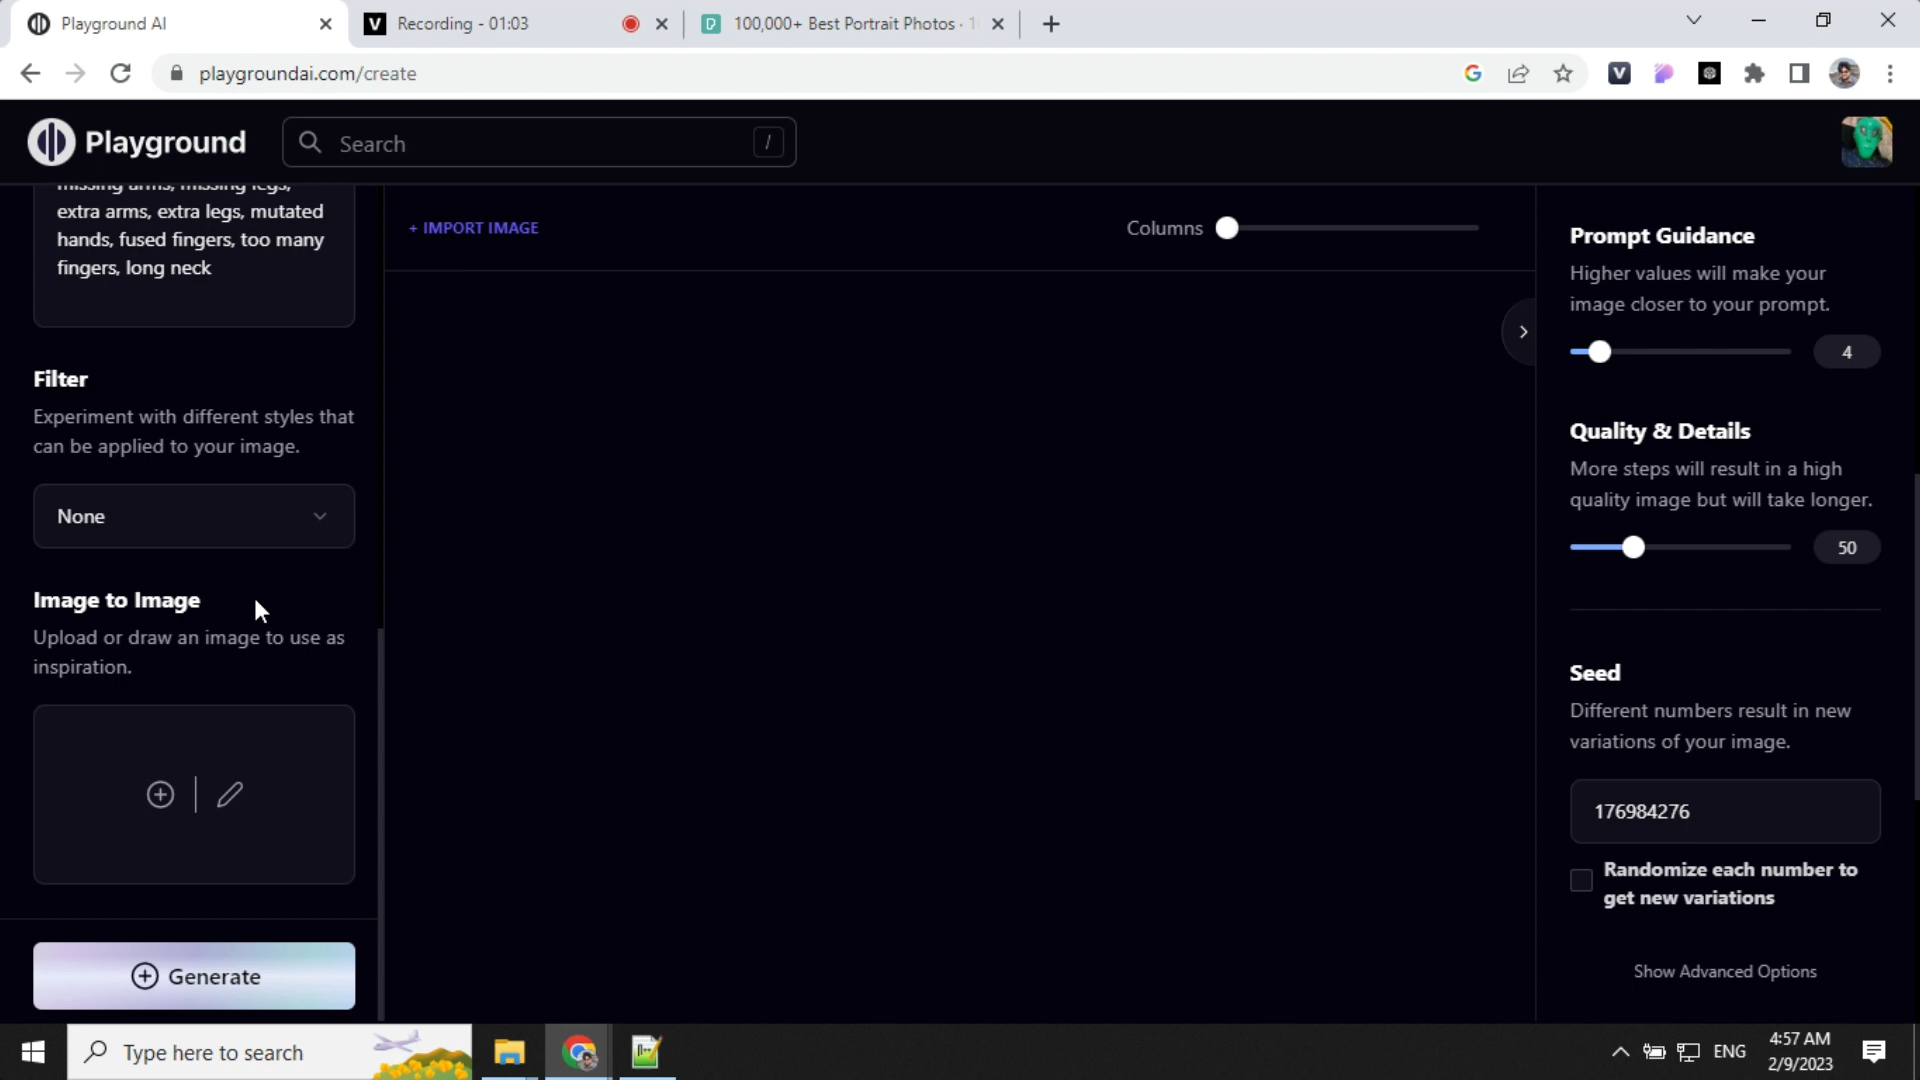 Playground AI
V Recording - 01:03
100,000+ Best Portrait Photos · 1
playgroundai.com/create
Playground
Search /
missing arms, missing legs,
extra arms, extra legs, mutated
hands, fused fingers, too many
fingers, long neck
Filter
Experiment with different styles that
can be applied to your image.
None
Image to Image
Upload or draw an image to use as
inspiration.
Generate
+ IMPORT IMAGE
Columns
Prompt Guidance
Higher values will make your
image closer to your prompt.
4
Quality & Details
More steps will result in a high
quality image but will take longer.
50
Seed
Different numbers result in new
variations of your image.
176984276
Randomize each number to
get new variations
Show Advanced Options
Type here to search
ENG
4:57 AM
2/9/2023